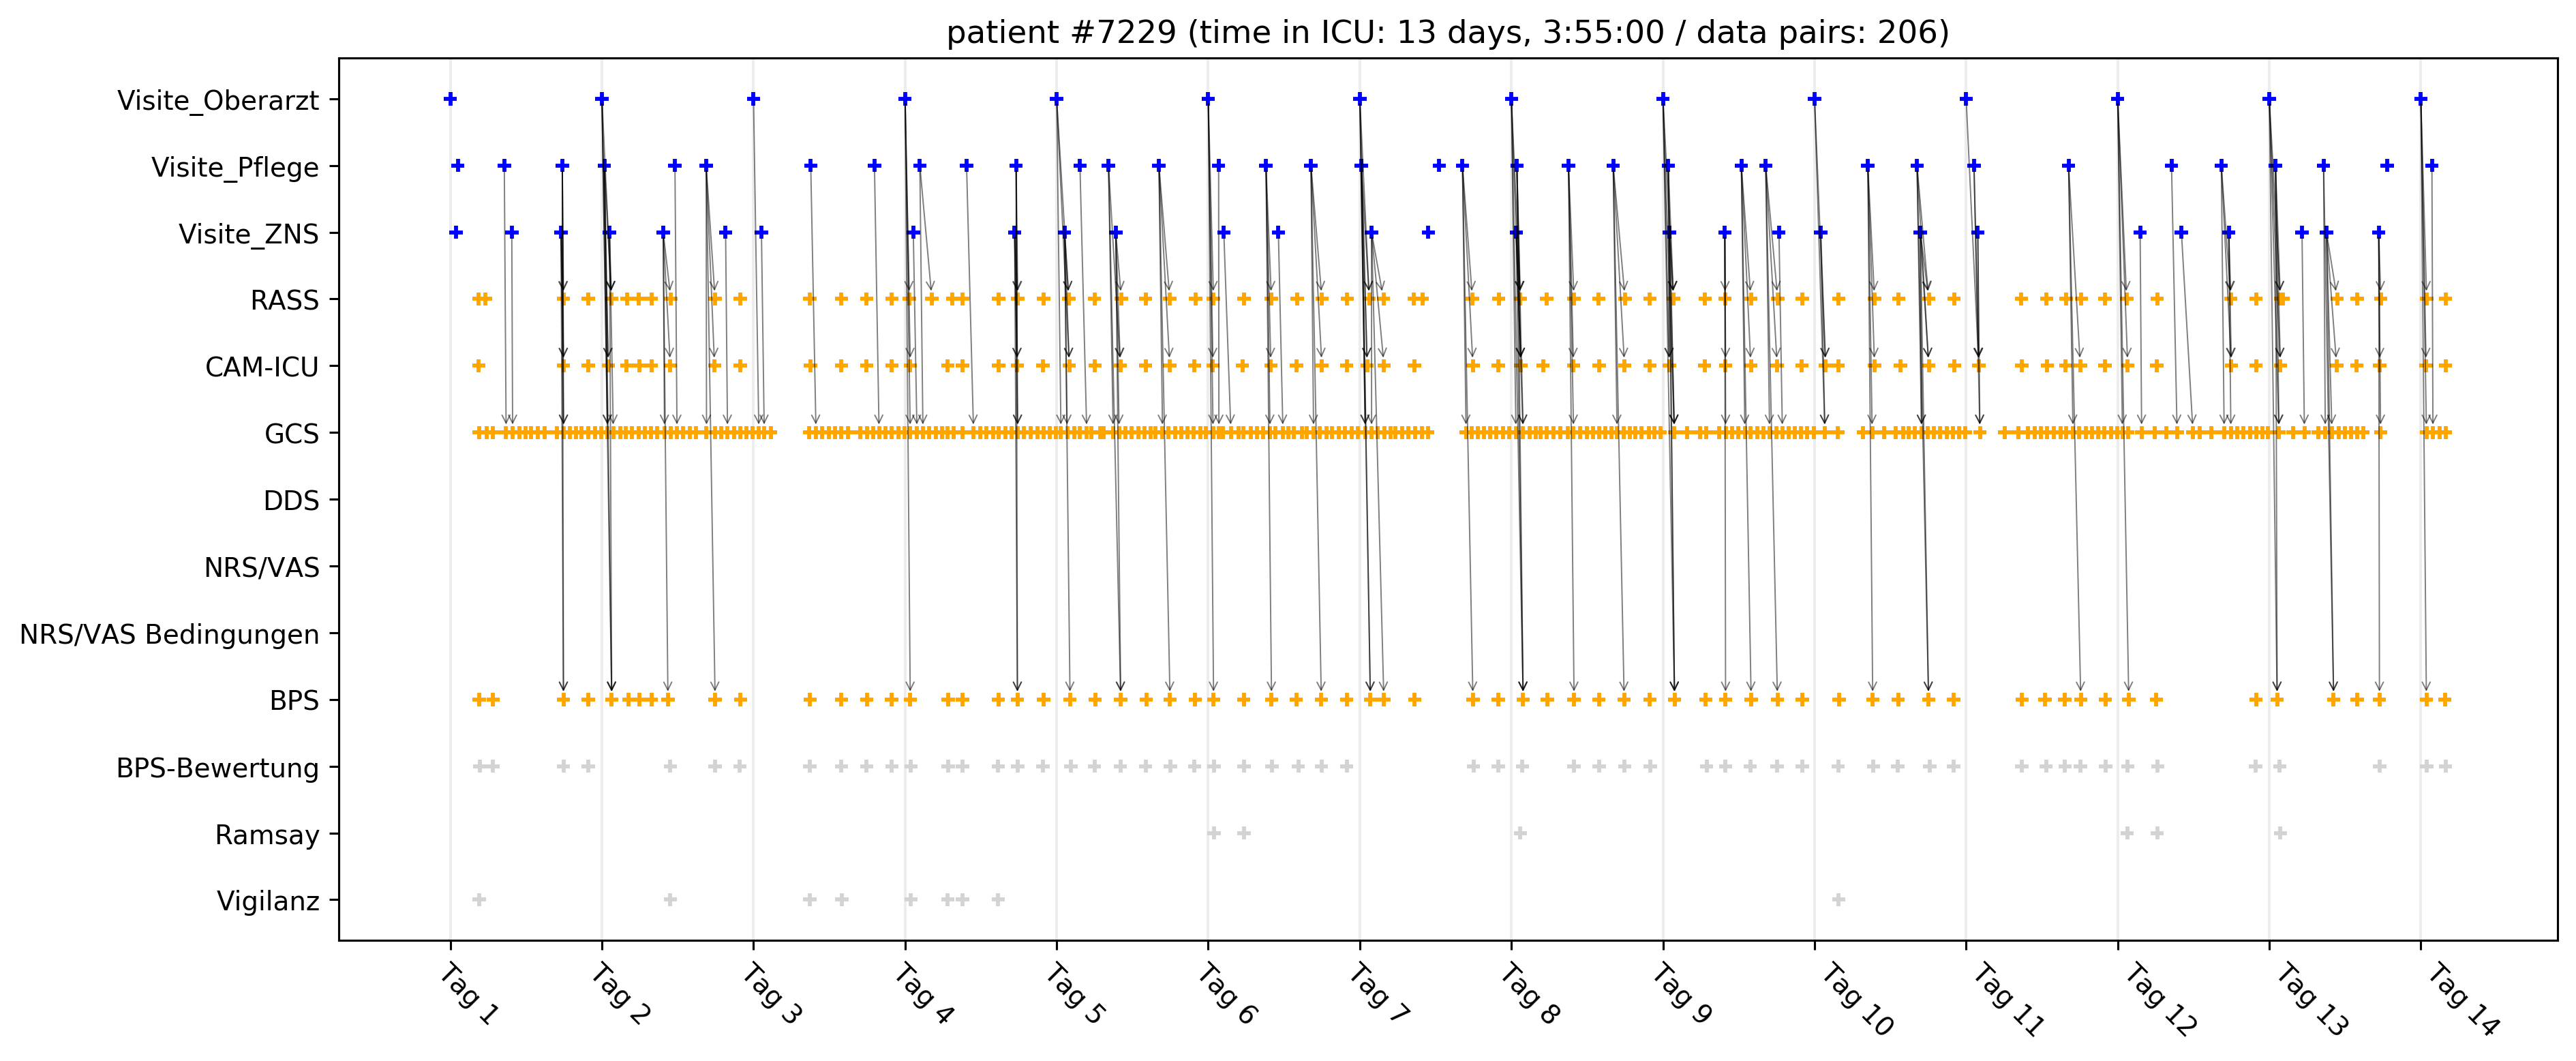 patient #7229 (time in ICU: 13 days, 3:55:00 / data pairs: 206)
Visite_Oberarzt
Visite_Pflege
Visite_ZNS
RASS
CAM-ICU
GCS
DDS
NRS/VAS
NRS/VAS Bedingungen
BPS
BPS-Bewertung
Ramsay
Vigilanz
Tag 1
Tag 2
Tag 3
Tag 4
Tag 5
Tag 6
Tag 7
Tag 8
Tag 9
Tag 10
Tag 11
Tag 12
Tag 13
Tag 14